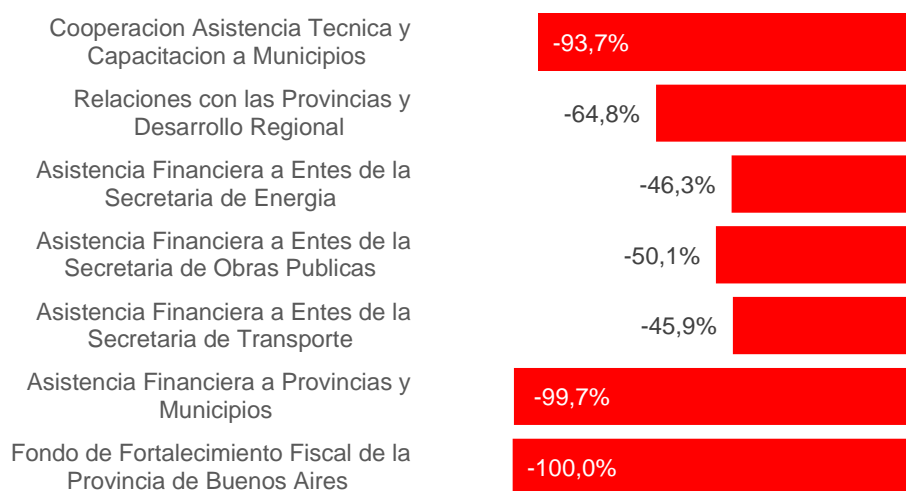 Cooperacion Asistencia Tecnica y
Capacitacion a Municipios
-93,7%
Relaciones con las Provincias y
Desarrollo Regional
-64,8%
Asistencia Financiera a Entes de la
Secretaria de Energia
-46,3%
Asistencia Financiera a Entes de la
Secretaria de Obras Publicas
-50,1%
Asistencia Financiera a Entes de la
Secretaria de Transporte
-45,9%
Asistencia Financiera a Provincias y
Municipios
-99,7%
Fondo de Fortalecimiento Fiscal de la
Provincia de Buenos Aires
-100,0%